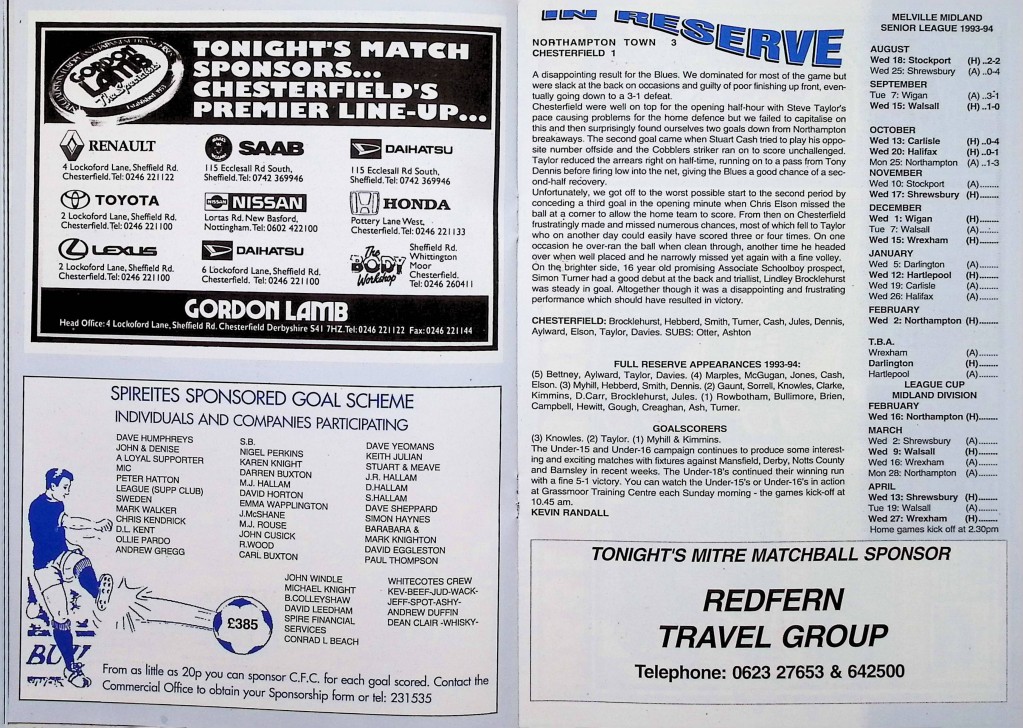 GORDON LAMB
The Specialists
Established 1933
TONIGHT'S MATCH
SPONSORS...
CHESTERFIELD'S
PREMIER LINE-UP...
RENAULT
4 Lockoford Lane, Sheffield Rd.
Chesterfield. Tel: 0246 221122
SAAB
115 Ecclesall Rd South,
Sheffield. Tel: 0742 369946
DAIHATSU
115 Ecclesall Rd South,
Sheffield. Tel: 0742 369946
TOYOTA
2 Lockoford Lane, Sheffield Rd.
Chesterfield. Tel: 0246 221100
NISSAN
Lortas Rd. New Basford,
Nottingham. Tel: 0602 422100
HONDA
Pottery Lane West,
Chesterfield. Tel: 0246 221133
LEXUS
2 Lockoford Lane, Sheffield Rd.
Chesterfield. Tel: 0246 221100
DAIHATSU
6 Lockoford Lane, Sheffield Rd.
Chesterfield. Tel: 0246 221100
The
BODY
Workshop
Sheffield Rd.
Whittington
Moor
Chesterfield.
Tel: 0246 260411
GORDON LAMB
Head Office: 4 Lockoford Lane, Sheffield Rd. Chesterfield Derbyshire S41 7HZ. Tel: 0246 221122 Fax: 0246 221144
SPIREITES SPONSORED GOAL SCHEME
INDIVIDUALS AND COMPANIES PARTICIPATING
DAVE HUMPHREYS
JOHN & DENISE
A LOYAL SUPPORTER
MIC
PETER HATTON
LEAGUE (SUPP CLUB)
SWEDEN
MARK WALKER
CHRIS KENDRICK
D.L. KENT
OLLIE PARDO
ANDREW GREGG
S.B.
NIGEL PERKINS
KAREN KNIGHT
DARREN BUXTON
M.J. HALLAM
DAVID HORTON
EMMA WAPPLINGTON
J.McSHANE
M.J. ROUSE
JOHN CUSICK
R.WOOD
CARL BUXTON
DAVE YEOMANS
KEITH JULIAN
STUART & MEAVE
J.R. HALLAM
D.HALLAM
S.HALLAM
DAVE SHEPPARD
SIMON HAYNES
BARABARA &
MARK KNIGHTON
DAVID EGGLESTON
PAUL THOMPSON
JOHN WINDLE
MICHAEL KNIGHT
B.COLLEYSHAW
DAVID LEEDHAM
SPIRE FINANCIAL
SERVICES
CONRAD L BEACH
WHITECOTES CREW
KEV-BEEF-JUD-WACK-
JEFF-SPOT-ASHY-
ANDREW DUFFIN
DEAN CLAIR -WHISKY-
£385
From as little as 20p you can sponsor C.F.C. for each goal scored. Contact the
Commercial Office to obtain your Sponsorship form or tel: 231535
IN RESERVE
NORTHAMPTON TOWN 3
CHESTERFIELD 1
A disappointing result for the Blues. We dominated for most of the game but
were slack at the back on occasions and guilty of poor finishing up front, even-
tually going down to a 3-1 defeat.
Chesterfield were well on top for the opening half-hour with Steve Taylor's
pace causing problems for the home defence but we failed to capitalise on
this and then surprisingly found ourselves two goals down from Northampton
breakaways. The second goal came when Stuart Cash tried to play his oppo-
site number offside and the Cobblers striker ran on to score unchallenged.
Taylor reduced the arrears right on half-time, running on to a pass from Tony
Dennis before firing low into the net, giving the Blues a good chance of a sec-
ond-half recovery.
Unfortunately, we got off to the worst possible start to the second period by
conceding a third goal in the opening minute when Chris Elson missed the
ball at a corner to allow the home team to score. From then on Chesterfield
frustratingly made and missed numerous chances, most of which fell to Taylor
who on another day could easily have scored three or four times. On one
occasion he over-ran the ball when clean through, another time he headed
over when well placed and he narrowly missed yet again with a fine volley.
On the brighter side, 16 year old promising Associate Schoolboy prospect,
Simon Turner had a good debut at the back and trialist, Lindley Brocklehurst
was steady in goal. Altogether though it was a disappointing and frustrating
performance which should have resulted in victory.
CHESTERFIELD: Brocklehurst, Hebberd, Smith, Turner, Cash, Jules, Dennis,
Aylward, Elson, Taylor, Davies. SUBS: Otter, Ashton
FULL RESERVE APPEARANCES 1993-94:
(5) Bettney, Aylward, Taylor, Davies. (4) Marples, McGugan, Jones, Cash,
Elson. (3) Myhill, Hebberd, Smith, Dennis. (2) Gaunt, Sorrell, Knowles, Clarke,
Kimmins, D.Carr, Brocklehurst, Jules. (1) Rowbotham, Bullimore, Brien,
Campbell, Hewitt, Gough, Creaghan, Ash, Turner.
GOALSCORERS
(3) Knowles. (2) Taylor. (1) Myhill & Kimmins.
The Under-15 and Under-16 campaign continues to produce some interest-
ing and exciting matches with fixtures against Mansfield, Derby, Notts County
and Barnsley in recent weeks. The Under-18's continued their winning run
with a fine 5-1 victory. You can watch the Under-15's or Under-16's in action
at Grassmoor Training Centre each Sunday morning - the games kick-off at
10.45 am.
KEVIN RANDALL
MELVILLE MIDLAND
SENIOR LEAGUE 1993-94
AUGUST
Wed 18: Stockport (H) ..2-2
Wed 25: Shrewsbury (A) ..0-4
SEPTEMBER
Tue 7: Wigan (A) ..3-1
Wed 15: Walsall (H) ..1-0
OCTOBER
Wed 13: Carlisle (H) ..0-4
Wed 20: Halifax (H) ..0-1
Mon 25: Northampton (A) ..1-3
NOVEMBER
Wed 10: Stockport (A)........
Wed 17: Shrewsbury (H)........
DECEMBER
Wed 1: Wigan (H)........
Tue 7: Walsall (A)........
Wed 15: Wrexham (H)........
JANUARY
Wed 5: Darlington (A)........
Wed 12: Hartlepool (H)........
Wed 19: Carlisle (A)........
Wed 26: Halifax (A)........
FEBRUARY
Wed 2: Northampton (H)........
T.B.A.
Wrexham (A)........
Darlington (H)........
Hartlepool (A)........
LEAGUE CUP
MIDLAND DIVISION
FEBRUARY
Wed 16: Northampton (H)........
MARCH
Wed 2: Shrewsbury (A)........
Wed 9: Walsall (H)........
Wed 16: Wrexham (A)........
Mon 28: Northampton (A)........
APRIL
Wed 13: Shrewsbury (H)........
Tue 19: Walsall (A)........
Wed 27: Wrexham (H)........
Home games kick off at 2.30pm
TONIGHT'S MITRE MATCHBALL SPONSOR
REDFERN
TRAVEL GROUP
Telephone: 0623 27653 & 642500